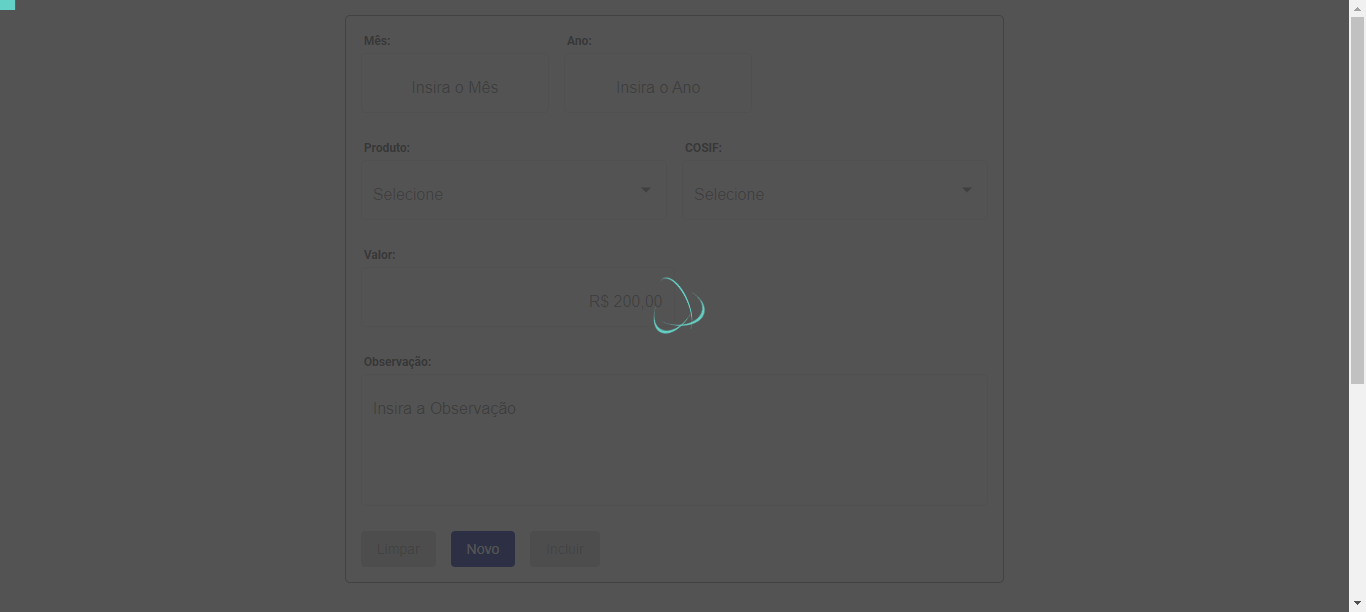 Mês: Ano:
Insira o Mês Insira o Ano
Produto: COSIF:
Selecione Selecione
Valor:
R$ 200,00
Observação:
Insira a Observação
Limpar Novo Incluir